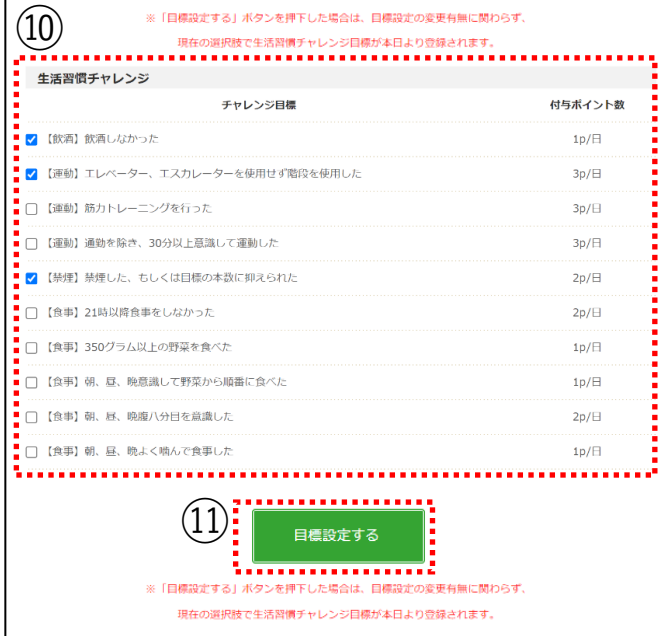 ⑩
※「目標設定する」ボタンを押下した場合は、目標設定の変更有無に関わらず、
現在の選択肢で生活習慣チャレンジ目標が本日より登録されます。
生活習慣チャレンジ
チャレンジ目標 付与ポイント数
【飲酒】飲酒しなかった 1p/日
【運動】エレベーター、エスカレーターを使用せず階段を使用した 3p/日
【運動】筋力トレーニングを行った 3p/日
【運動】通勤を除き、30分以上意識して運動した 3p/日
【禁煙】禁煙した、もしくは目標の本数に抑えられた 2p/日
【食事】21時以降食事をしなかった 2p/日
【食事】350グラム以上の野菜を食べた 1p/日
【食事】朝、昼、晩意識して野菜から順番に食べた 1p/日
【食事】朝、昼、晩腹八分目を意識した 2p/日
【食事】朝、昼、晩よく噛んで食事した 1p/日
⑪
目標設定する
※「目標設定する」ボタンを押下した場合は、目標設定の変更有無に関わらず、
現在の選択肢で生活習慣チャレンジ目標が本日より登録されます。